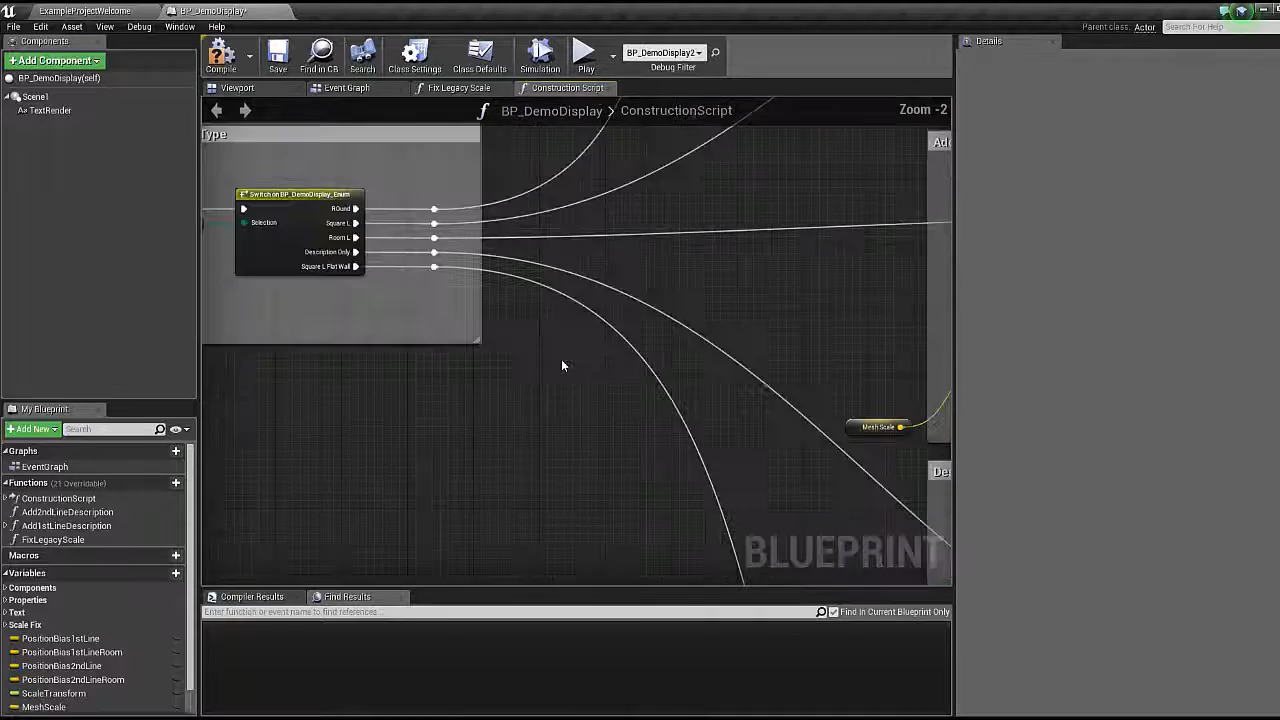 ExampleProjectWelcome
BP_DemoDisplay*
File Edit Asset View Debug Window Help
Parent class: Actor
Search For Help
Components
Details
+Add Component
BP_DemoDisplay(self)
Scene1
TextRender
Compile
Save
Find in CB
Search
Class Settings
Class Defaults
Simulation
Play
BP_DemoDisplay2
Debug Filter
Viewport
Event Graph
Fix Legacy Scale
Construction Script
BP_DemoDisplay > ConstructionScript
Zoom -2
Type
Switch on BP_DemoDisplay_Enum
Selection
ROund
Square L
Room L
Description Only
Square L Flat Wall
Mesh Scale
BLUEPRINT
My Blueprint
+Add New
Search
Graphs
EventGraph
Functions (21 Overridable)
ConstructionScript
Add2ndLineDescription
Add1stLineDescription
FixLegacyScale
Macros
Variables
Components
Properties
Text
Scale Fix
PositionBias1stLine
PositionBias1stLineRoom
PositionBias2ndLine
PositionBias2ndLineRoom
ScaleTransform
MeshScale
Compiler Results
Find Results
Enter function or event name to find references...
Find In Current Blueprint Only